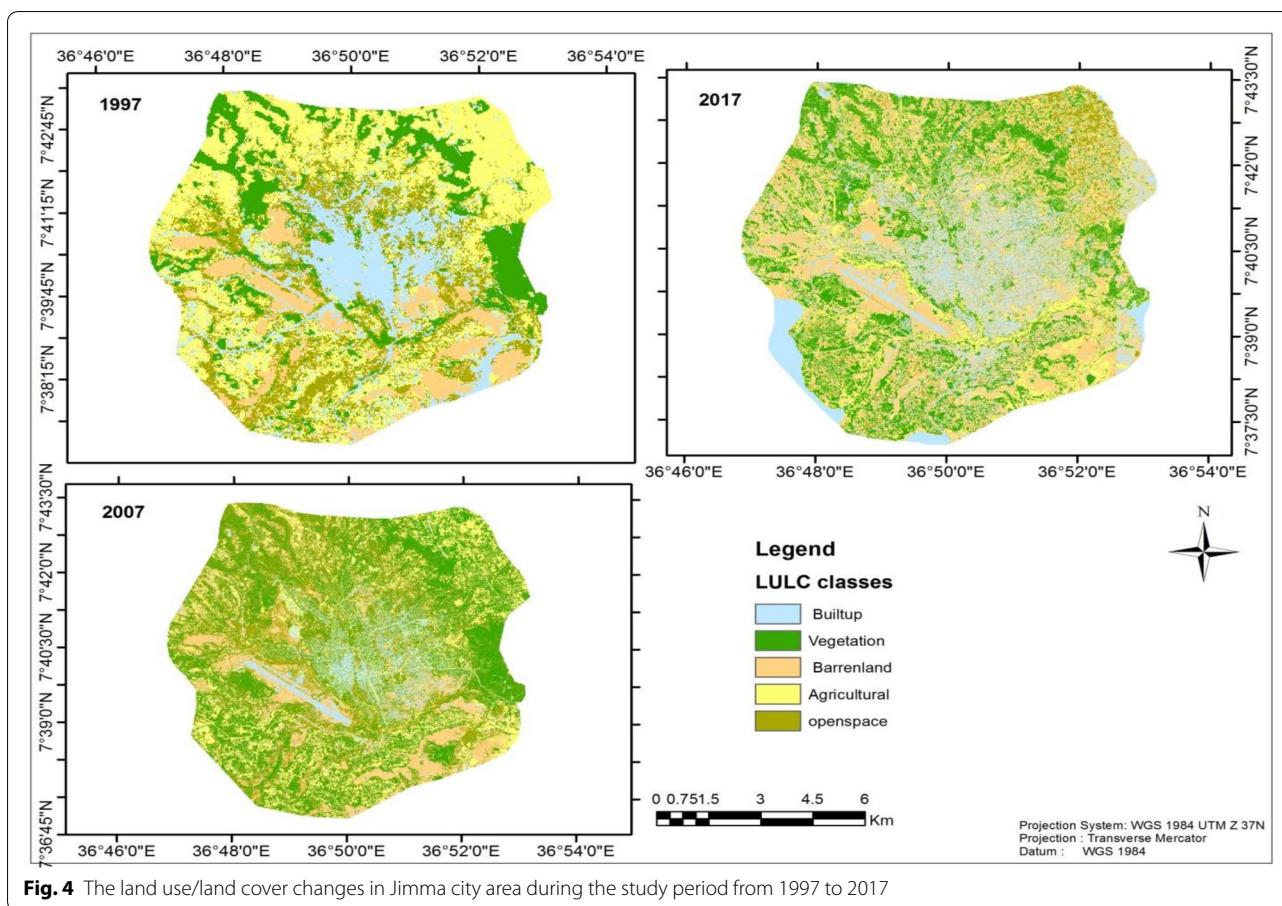 36°46'0"E 36°48'0"E 36°50'0"E 36°52'0"E 36°54'0"E
1997
7°42'45"N
7°41'15"N
7°39'45"N
7°38'15"N
2017
7°43'30"N
7°42'0"N
7°40'30"N
7°39'0"N
7°37'30"N
36°46'0"E 36°48'0"E 36°50'0"E 36°52'0"E 36°54'0"E
2007
7°43'30"N
7°42'0"N
7°40'30"N
7°39'0"N
7°36'45"N
36°46'0"E 36°48'0"E 36°50'0"E 36°52'0"E 36°54'0"E
N
Legend
LULC classes
Builtup
Vegetation
Barrenland
Agricultural
openspace
0 0.751.5 3 4.5 6
Km
Projection System: WGS 1984 UTM Z 37N
Projection : Transverse Mercator
Datum : WGS 1984
Fig. 4 The land use/land cover changes in Jimma city area during the study period from 1997 to 2017